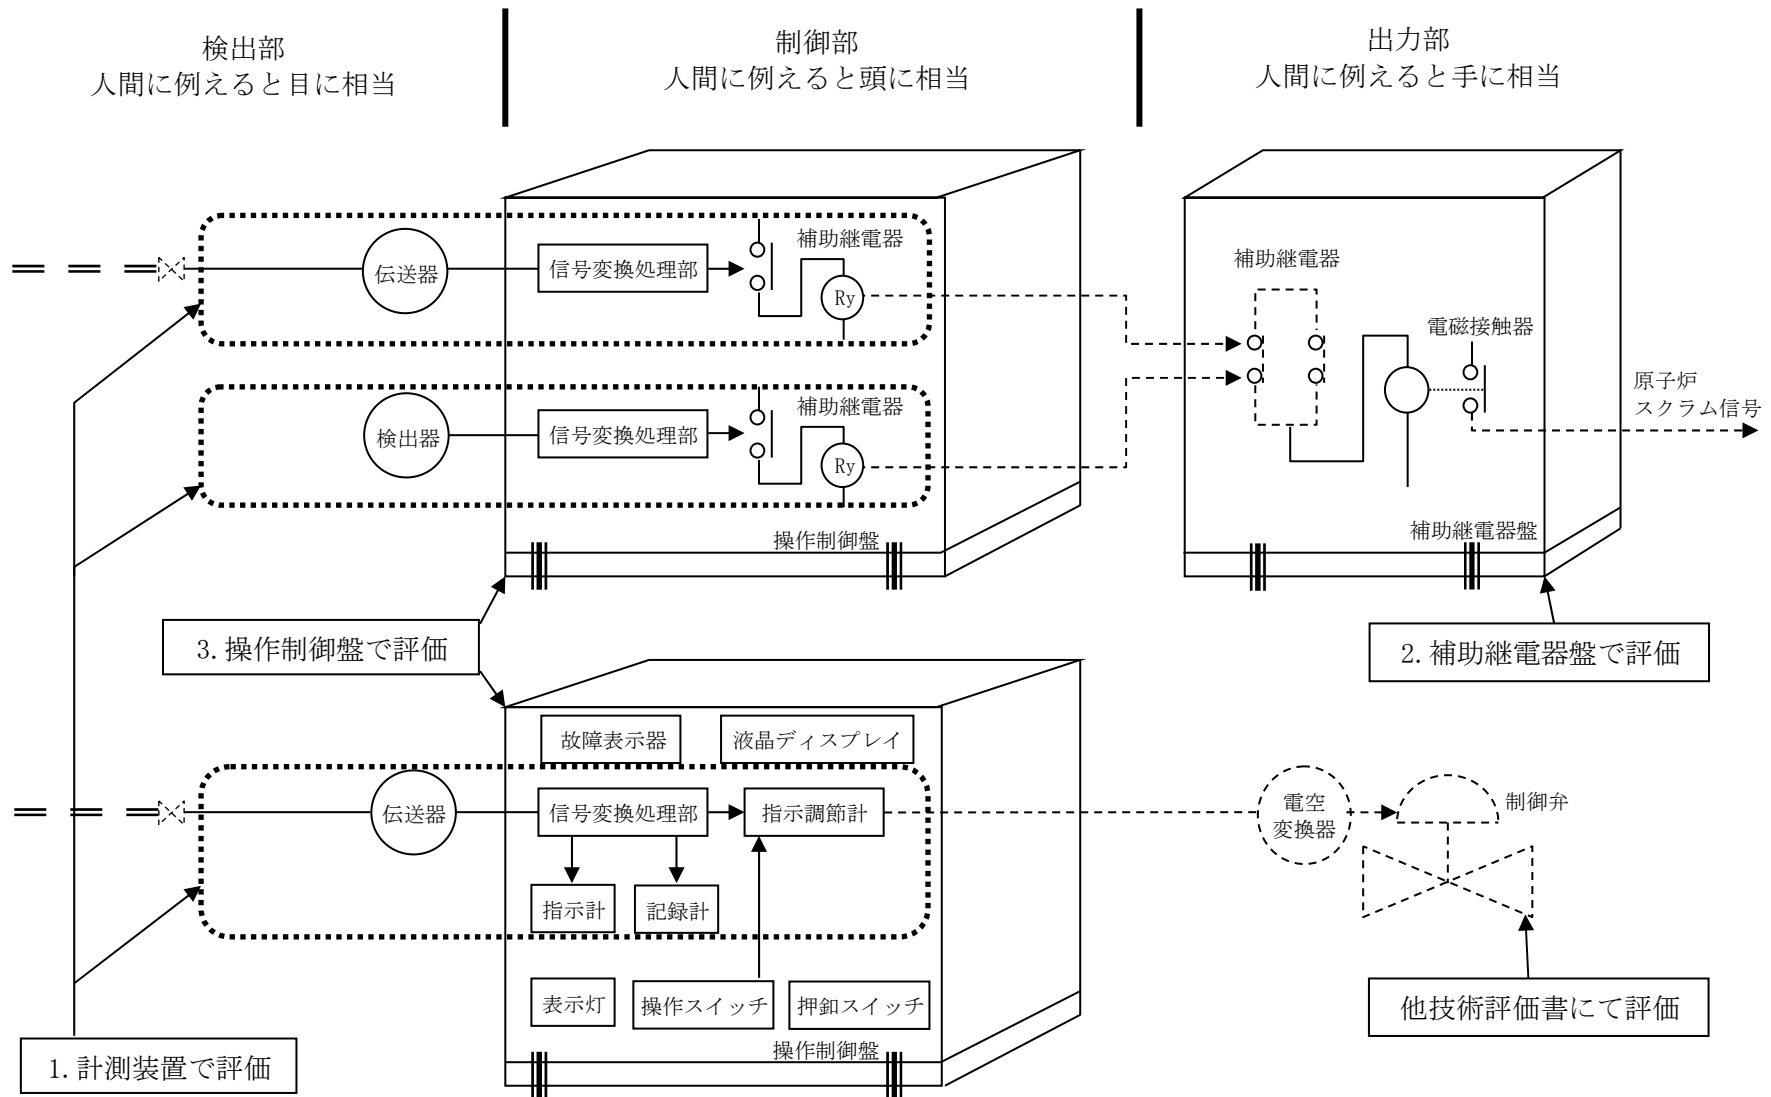 検出部
人間に例えると目に相当
制御部
人間に例えると頭に相当
出力部
人間に例えると手に相当
伝送器
信号変換処理部
補助継電器
Ry
検出器
信号変換処理部
補助継電器
Ry
操作制御盤
補助継電器
電磁接触器
原子炉
スクラム信号
補助継電器盤
3.操作制御盤で評価
2.補助継電器盤で評価
故障表示器
液晶ディスプレイ
伝送器
信号変換処理部
指示調節計
指示計
記録計
電空
変換器
制御弁
表示灯
操作スイッチ
押釦スイッチ
操作制御盤
他技術評価書にて評価
1.計測装置で評価